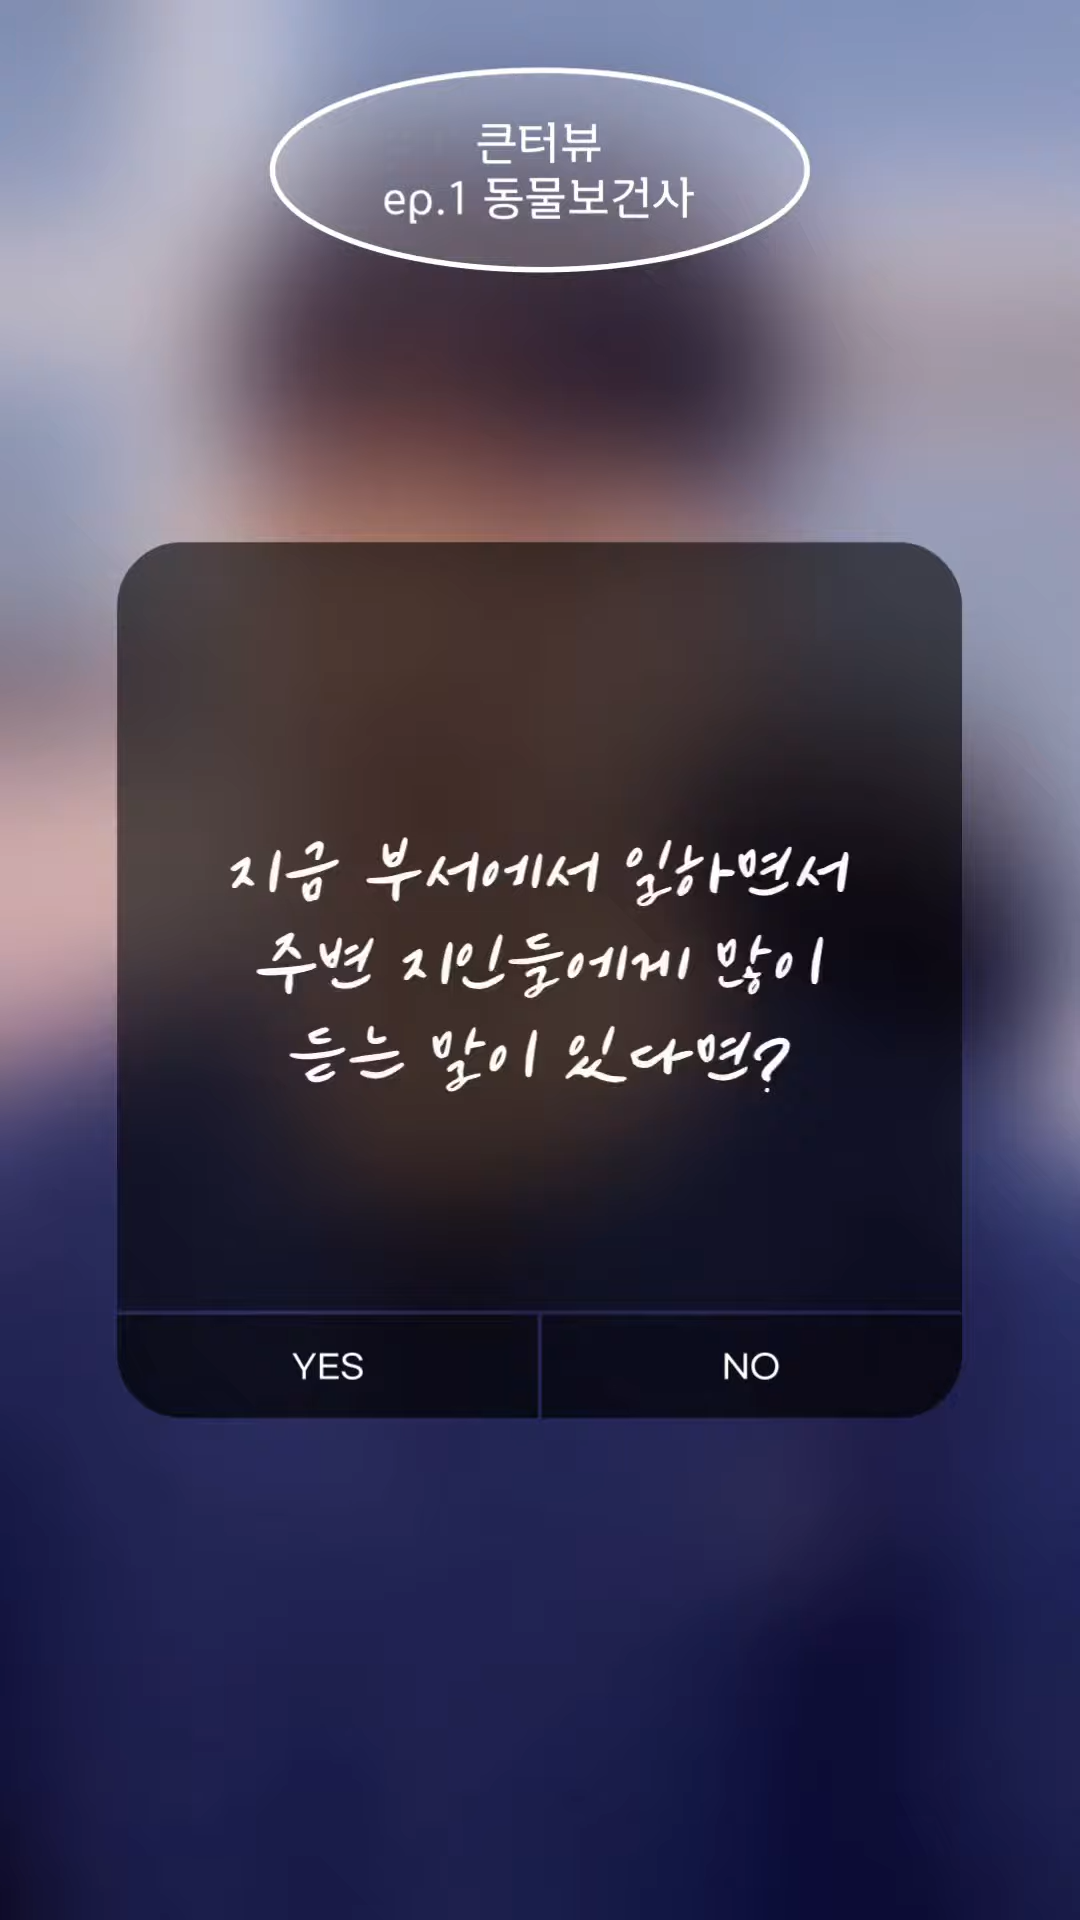 큰터뷰
ep.1 동물보건사
지금 부서에서 일하면서
주변 지인들에게 많이
듣는 말이 있다면?
YES
NO